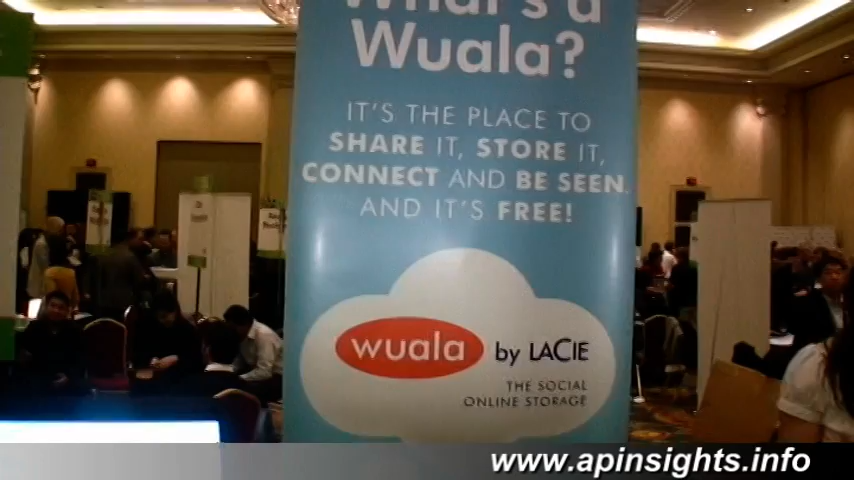 What's a
Wuala?
IT'S THE PLACE TO
SHARE IT, STORE IT,
CONNECT AND BE SEEN.
AND IT'S FREE!
wuala by LACIE
THE SOCIAL
ONLINE STORAGE
www.apinsights.info